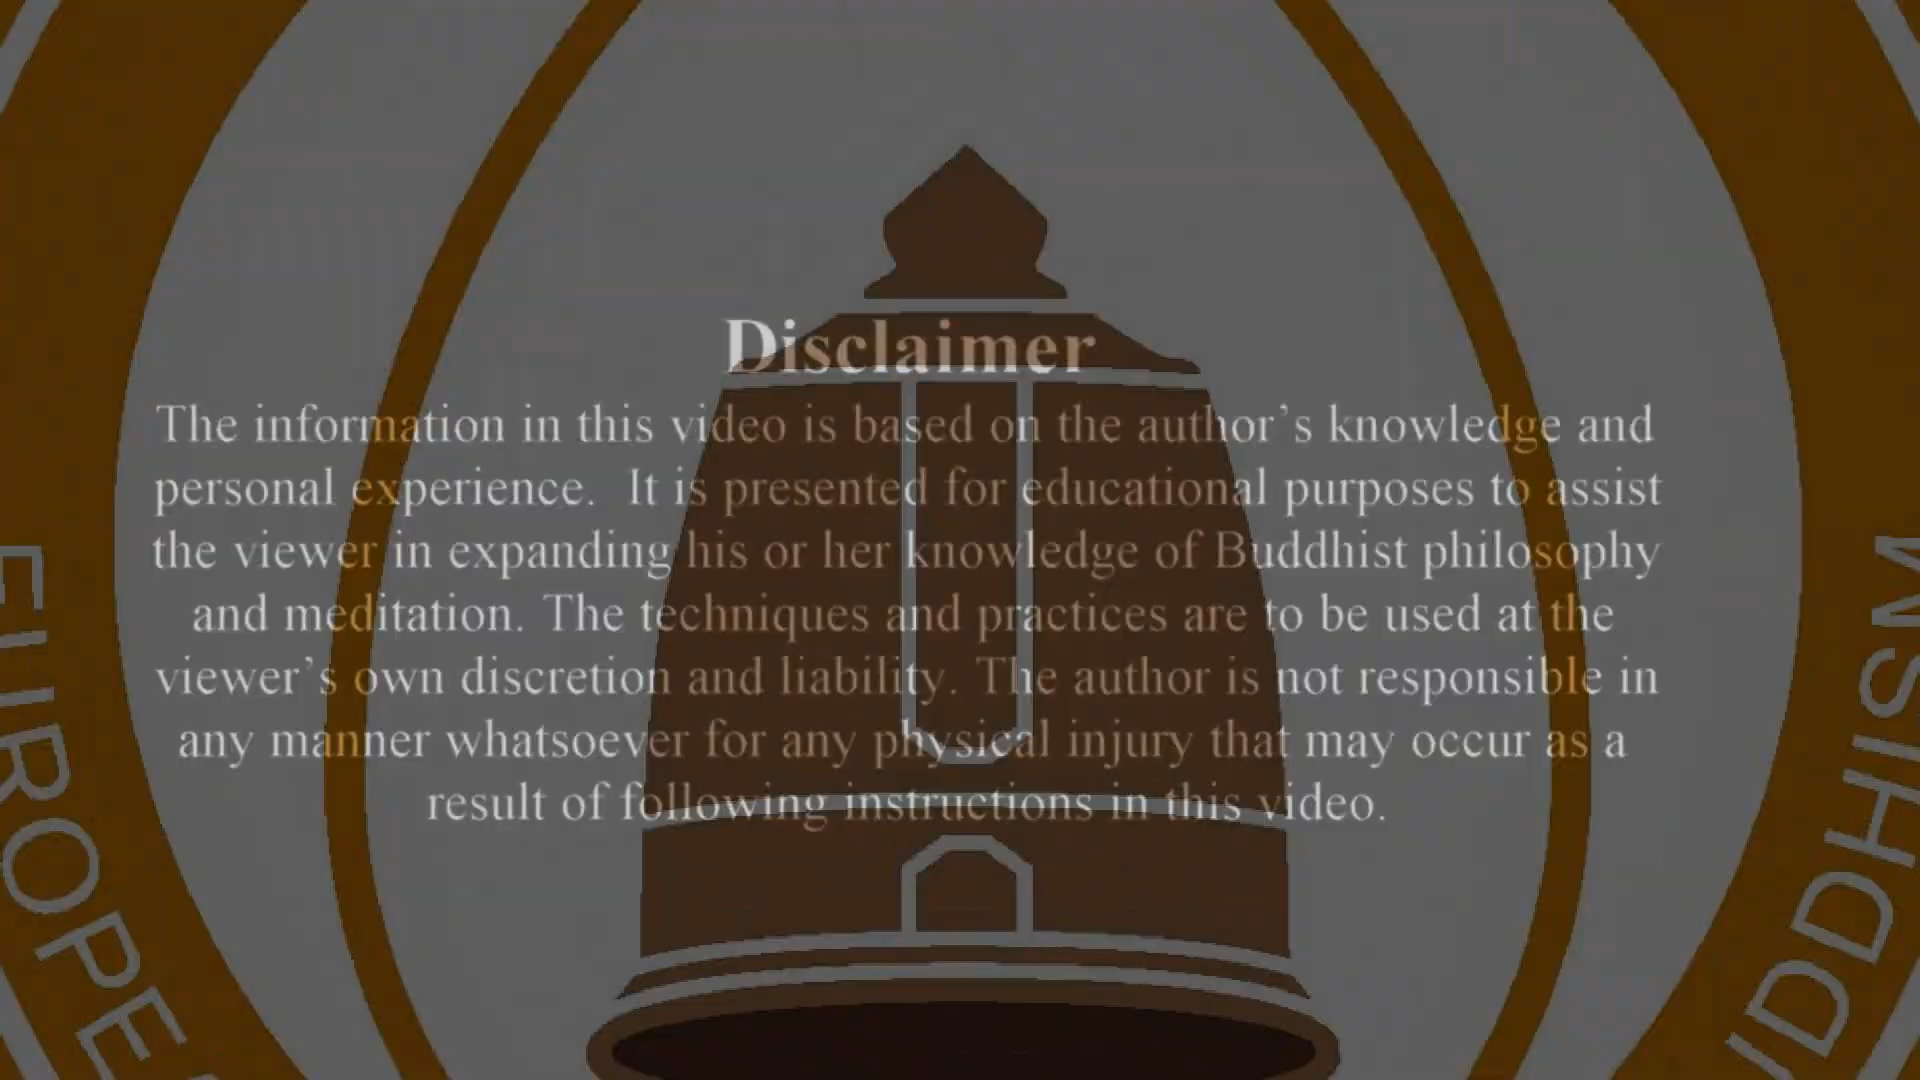 Disclaimer
The information in this video is based on the author's knowledge and
personal experience.  It is presented for educational purposes to assist
the viewer in expanding his or her knowledge of Buddhist philosophy
and meditation. The techniques and practices are to be used at the
viewer's own discretion and liability. The author is not responsible in
any manner whatsoever for any physical injury that may occur as a
result of following instructions in this video.